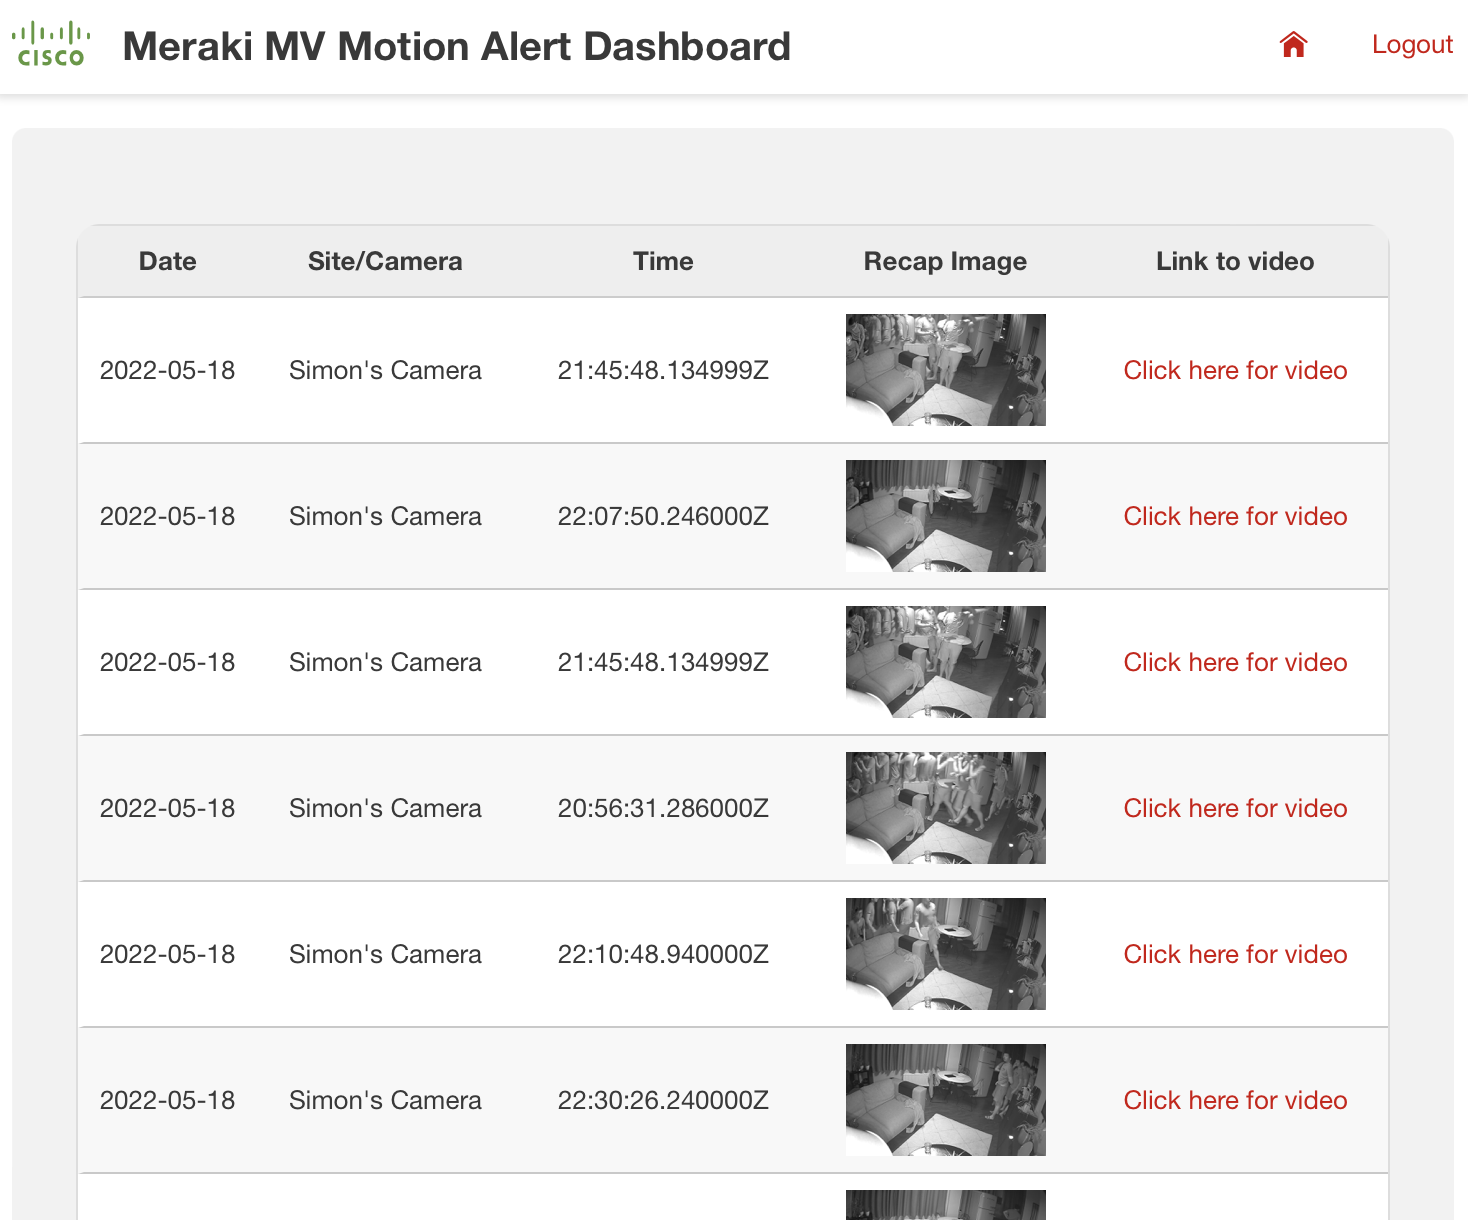 CISCO
Meraki MV Motion Alert Dashboard
Logout
Date Site/Camera Time Recap Image Link to video
2022-05-18 Simon's Camera 21:45:48.134999Z Click here for video
2022-05-18 Simon's Camera 22:07:50.246000Z Click here for video
2022-05-18 Simon's Camera 21:45:48.134999Z Click here for video
2022-05-18 Simon's Camera 20:56:31.286000Z Click here for video
2022-05-18 Simon's Camera 22:10:48.940000Z Click here for video
2022-05-18 Simon's Camera 22:30:26.240000Z Click here for video